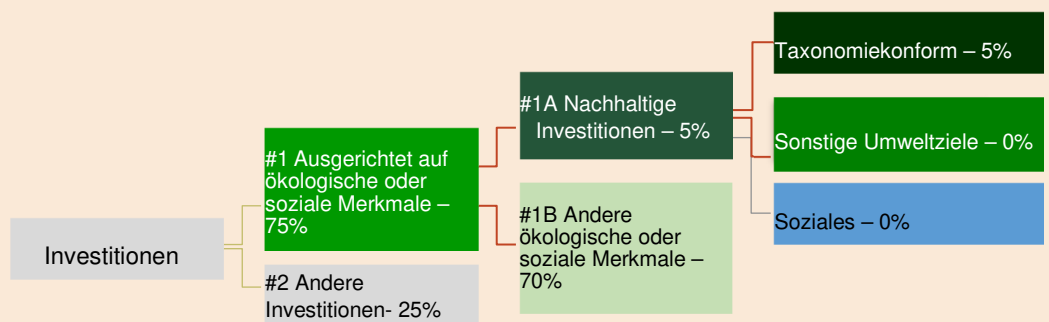 Investitionen
#1 Ausgerichtet auf
ökologische oder
soziale Merkmale –
75%
#2 Andere
Investitionen- 25%
#1A Nachhaltige
Investitionen – 5%
#1B Andere
ökologische oder
soziale Merkmale –
70%
Taxonomiekonform – 5%
Sonstige Umweltziele – 0%
Soziales – 0%